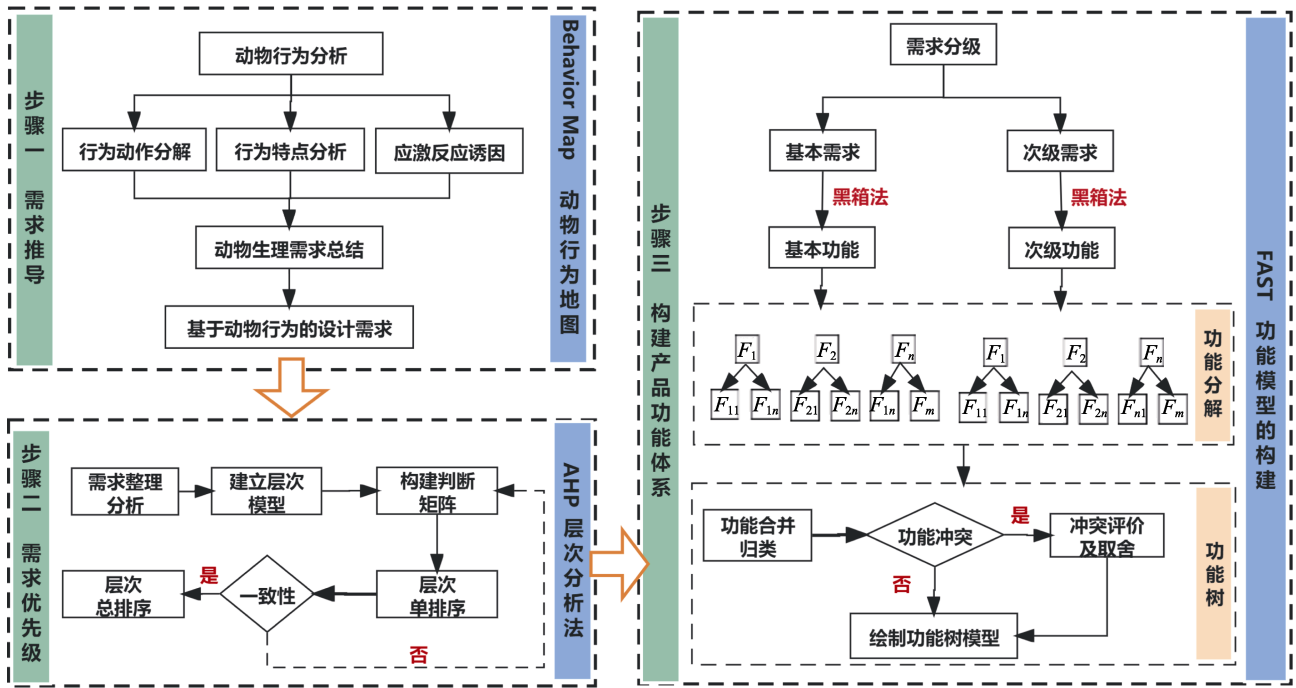 步骤一 需求推导
动物行为分析
行为动作分解
行为特点分析
应激反应诱因
动物生理需求总结
基于动物行为的设计需求
Behavior Map 动物行为地图
步骤二 需求优先级
需求整理
分析
建立层次
模型
构建判断
矩阵
层次
总排序
是
一致性
层次
单排序
否
AHP 层次分析法
步骤三 构建产品功能体系
需求分级
基本需求
次级需求
黑箱法
黑箱法
基本功能
次级功能
F1
F2
Fn
F1
F2
Fn
F11
F1n
F21
F2n
F1n
Fm
F11
F1n
F21
F2n
Fn1
Fm
功能分解
功能合并
归类
功能冲突
是
冲突评价
及取舍
否
绘制功能树模型
功能树
FAST 功能模型的构建